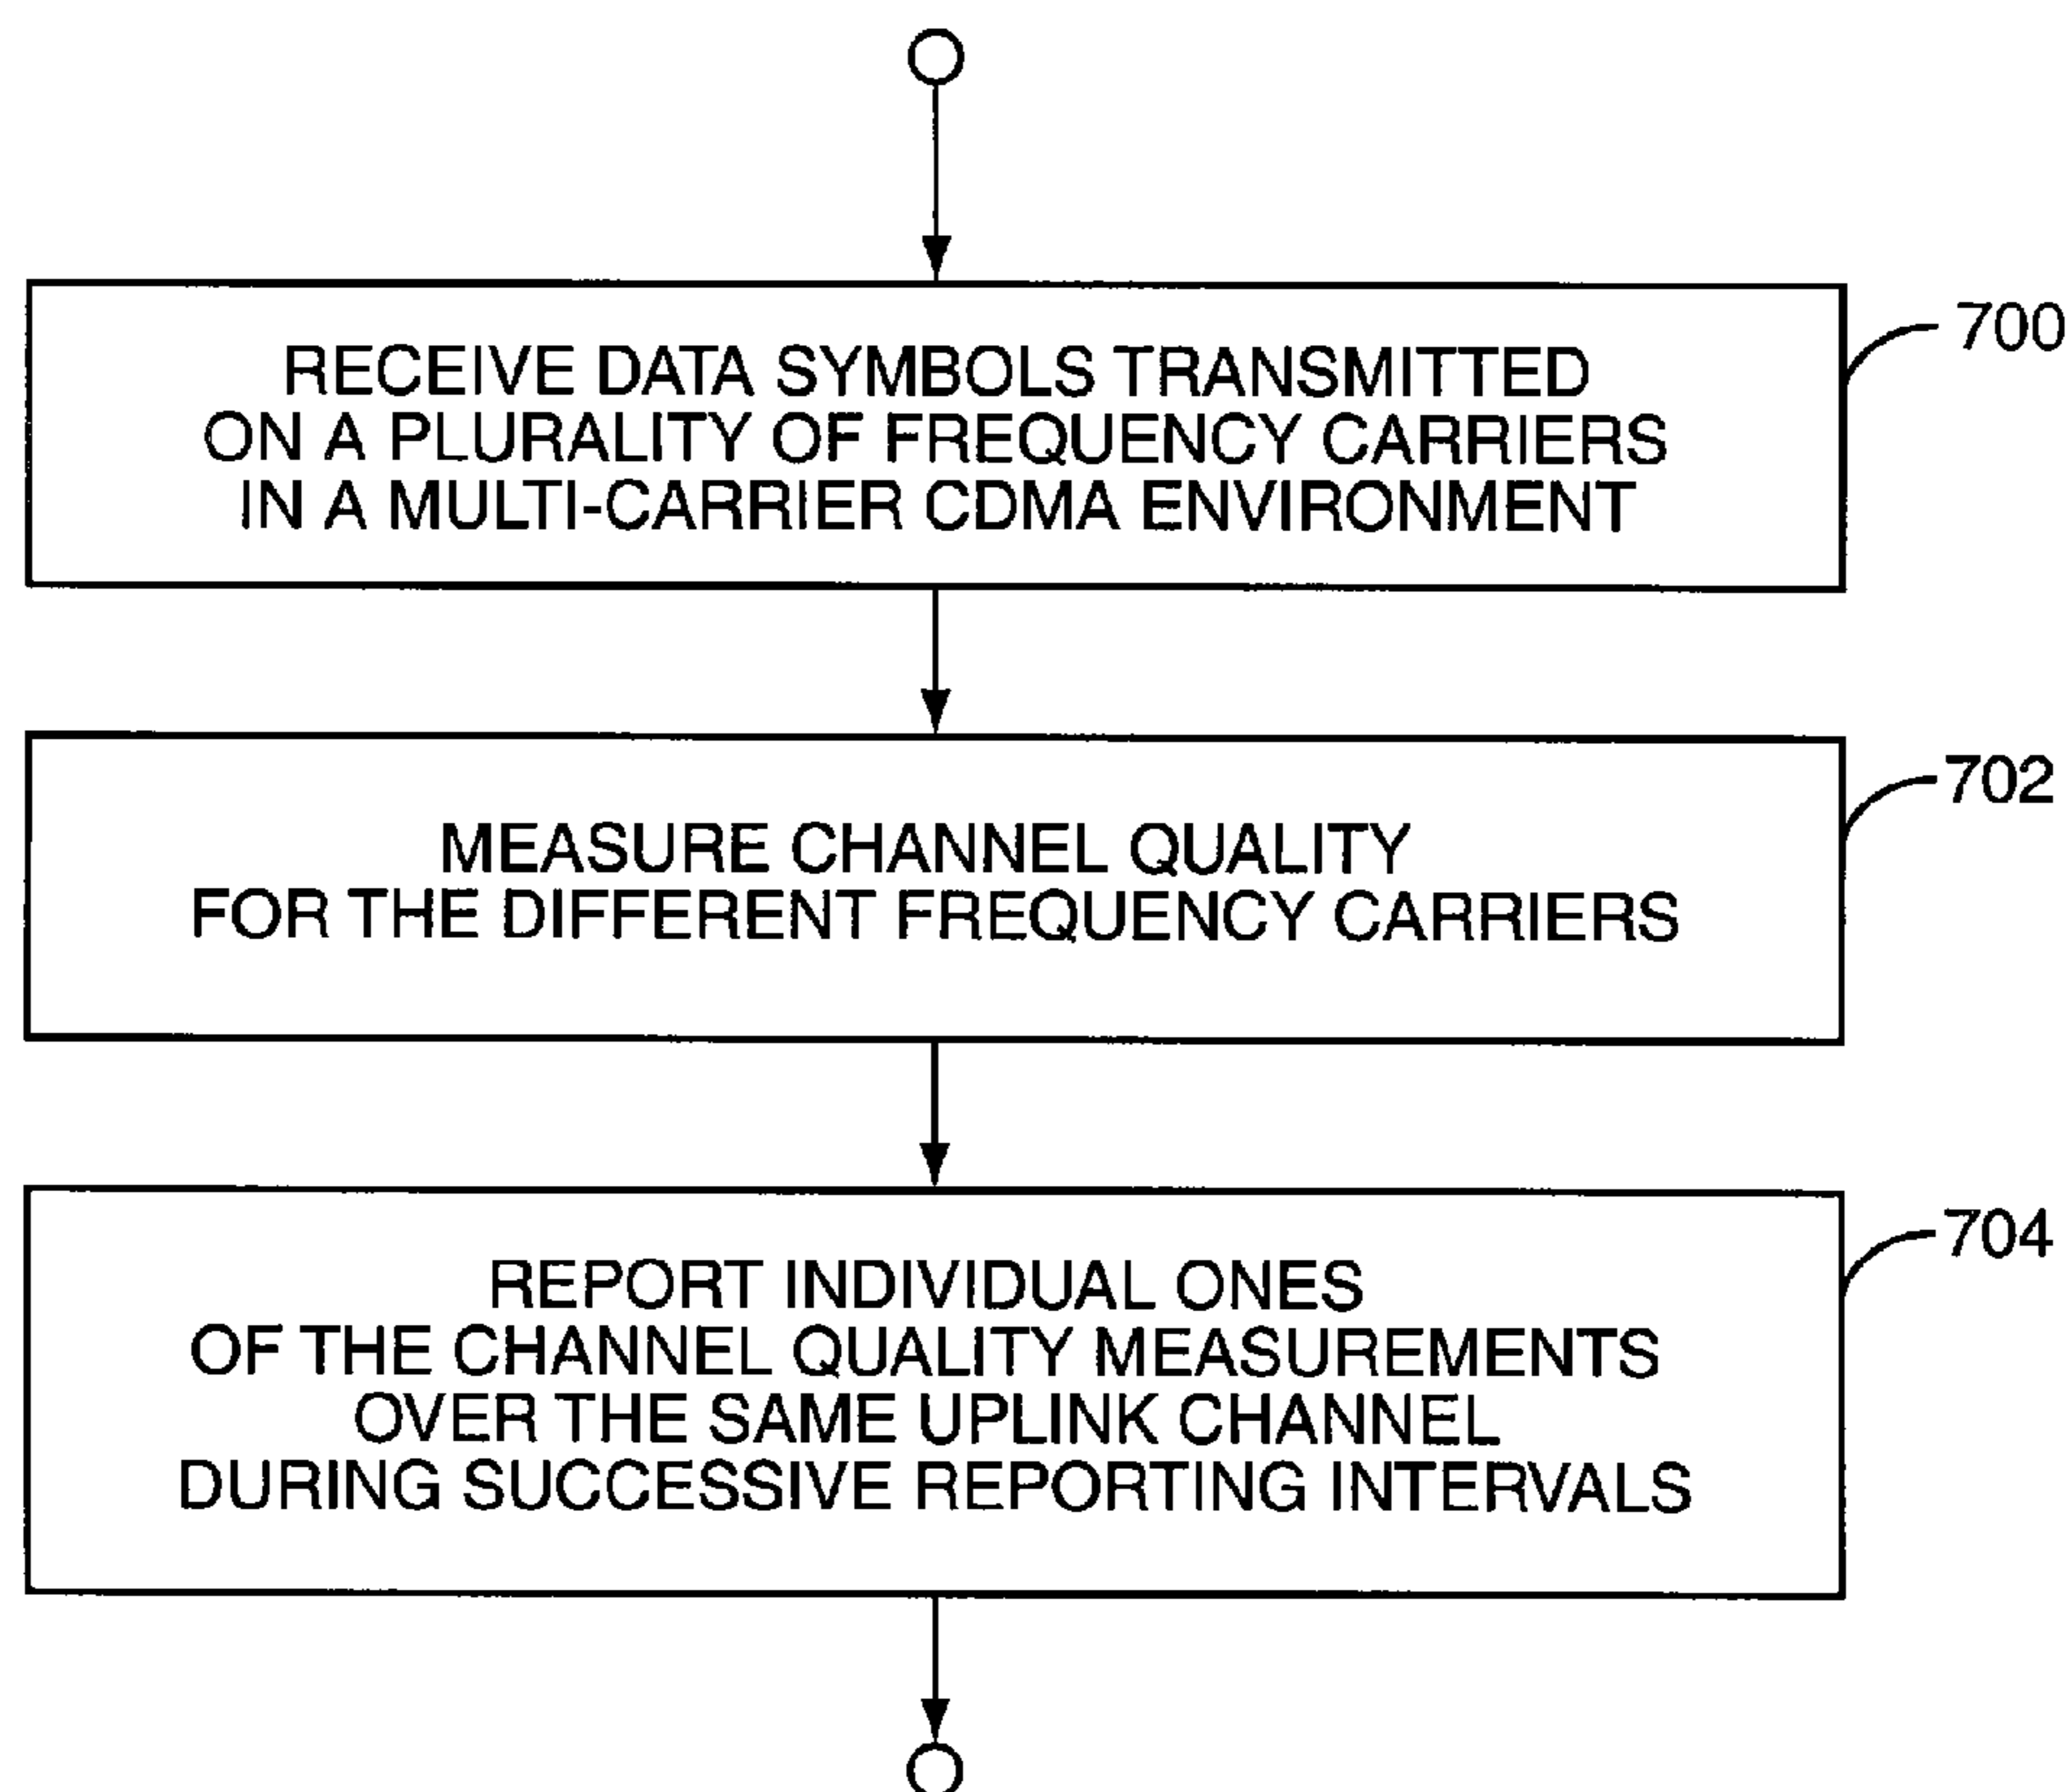 RECEIVE DATA SYMBOLS TRANSMITTED
ON A PLURALITY OF FREQUENCY CARRIERS
IN A MULTI-CARRIER CDMA ENVIRONMENT
700
MEASURE CHANNEL QUALITY
FOR THE DIFFERENT FREQUENCY CARRIERS
702
REPORT INDIVIDUAL ONES
OF THE CHANNEL QUALITY MEASUREMENTS
OVER THE SAME UPLINK CHANNEL
DURING SUCCESSIVE REPORTING INTERVALS
704